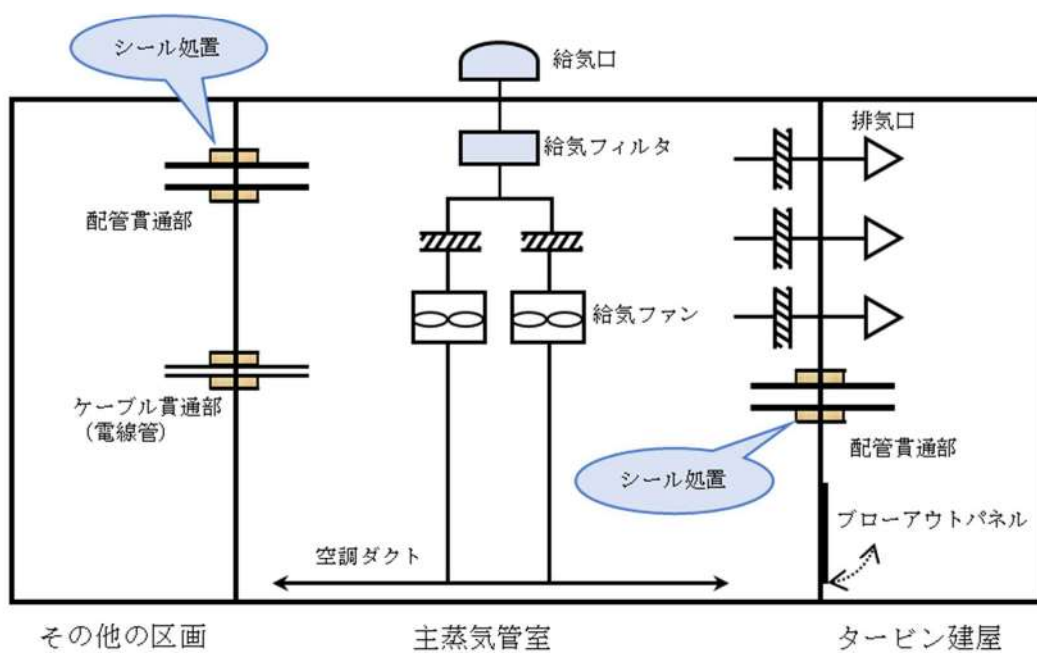 シール処置
給気口
排気口
給気フィルタ
配管貫通部
給気ファン
ケーブル貫通部
（電線管）
配管貫通部
シール処置
ブローアウトパネル
空調ダクト
その他の区画
主蒸気管室
タービン建屋